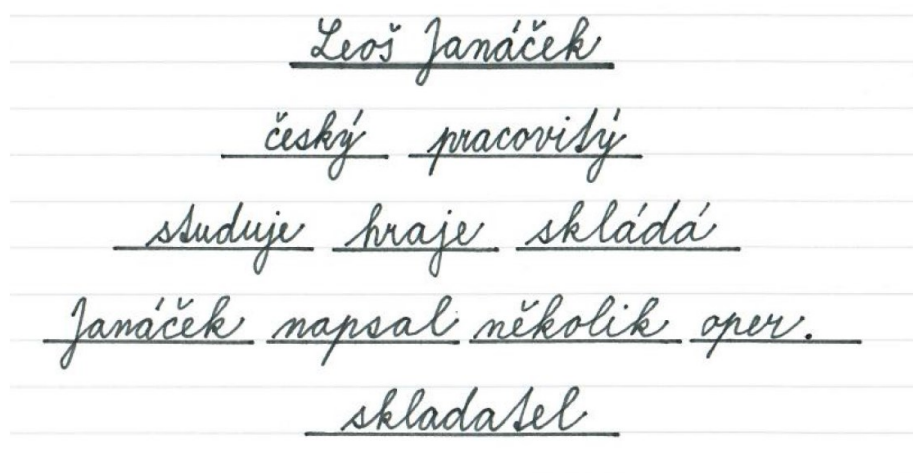 Leoš Janáček
český pracovitý
studuje hraje skládá
Janáček napsal několik oper.
skladatel